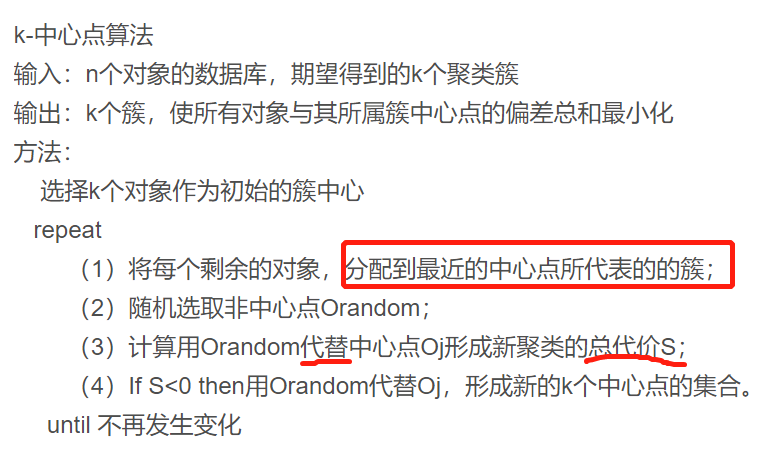 k-中心点算法
输入：n个对象的数据库，期望得到的k个聚类簇
输出：k个簇，使所有对象与其所属簇中心点的偏差总和最小化
方法：
选择k个对象作为初始的簇中心
repeat
（1）将每个剩余的对象，分配到最近的中心点所代表的的簇；
（2）随机选取非中心点Orandom；
（3）计算用Orandom代替中心点Oj形成新聚类的总代价S；
（4）If S<0 then用Orandom代替Oj，形成新的k个中心点的集合。
until 不再发生变化